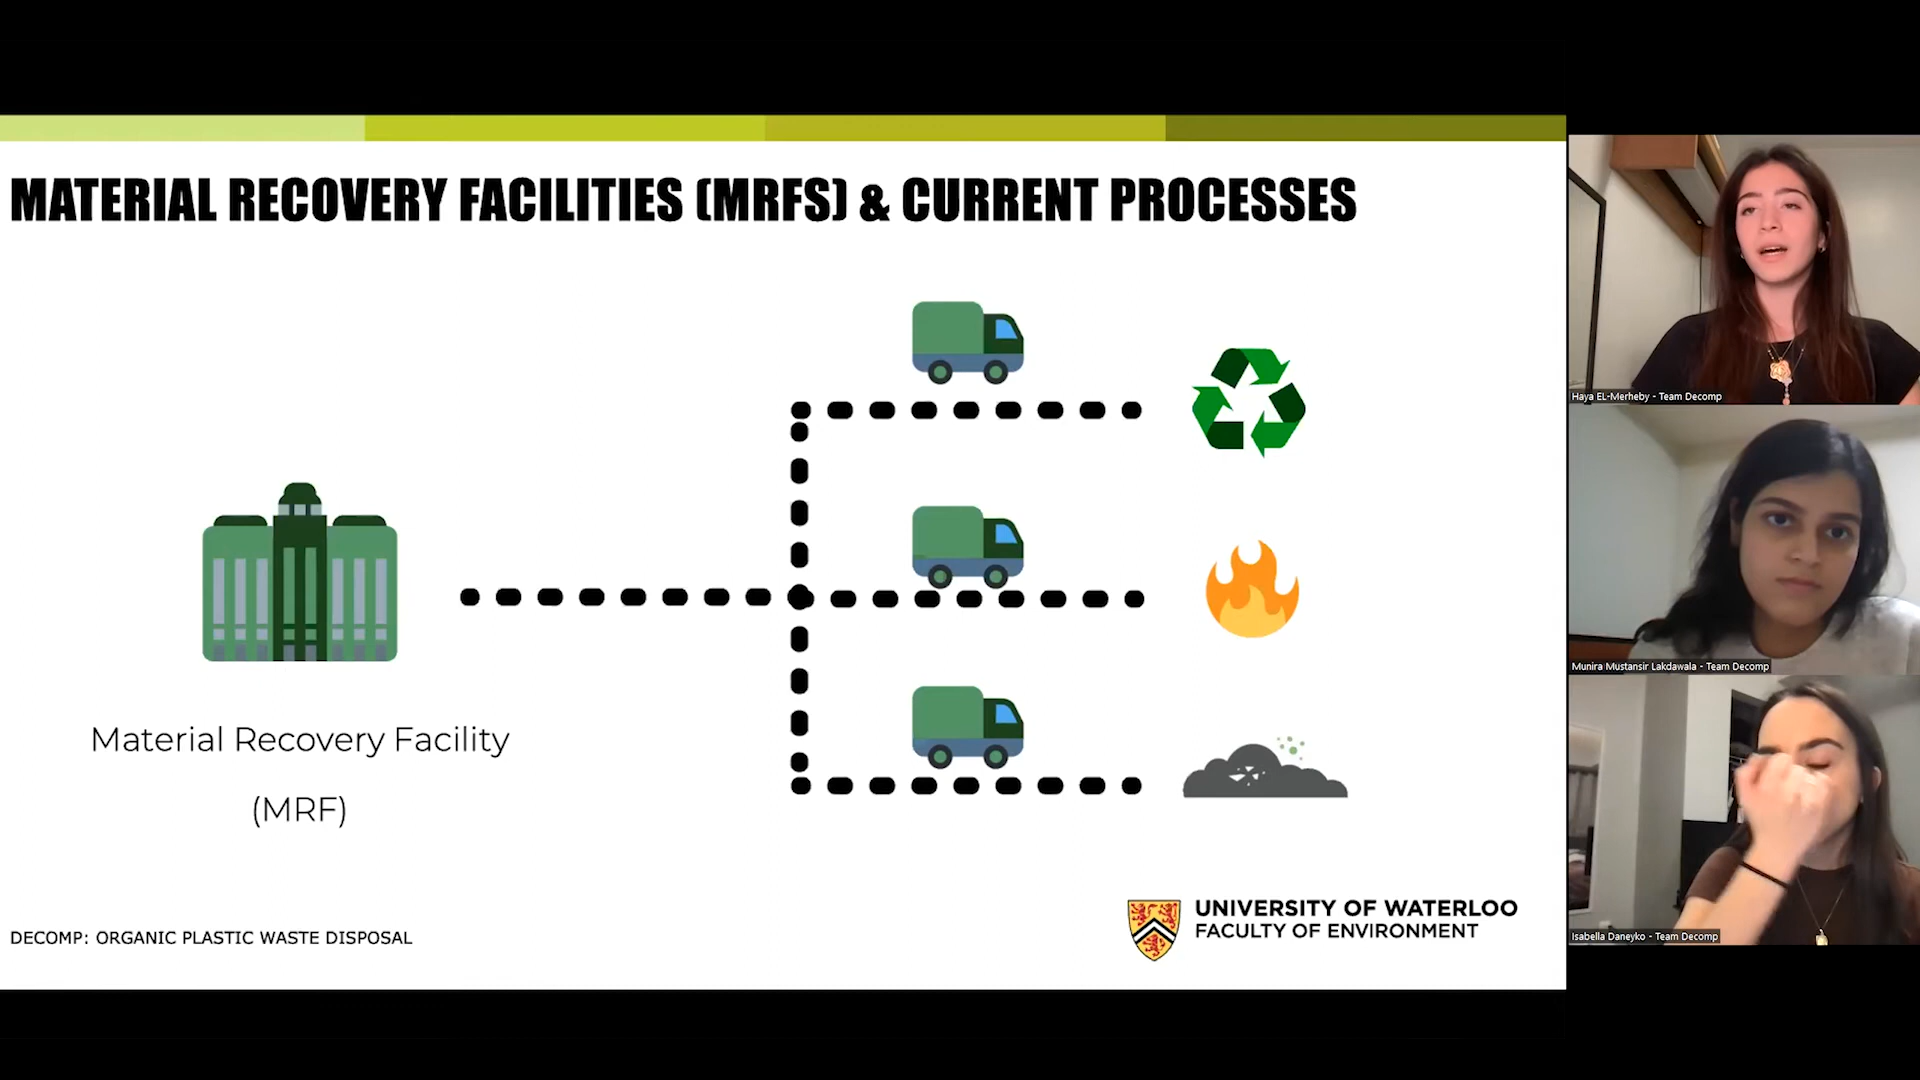 MATERIAL RECOVERY FACILITIES (MRFS) & CURRENT PROCESSES
Material Recovery Facility
(MRF)
DECOMP: ORGANIC PLASTIC WASTE DISPOSAL
UNIVERSITY OF WATERLOO
FACULTY OF ENVIRONMENT
Haya EL-Merheby - Team Decomp
Munira Mustansir Lakdawala - Team Decomp
Isabella Daneyko - Team Decomp